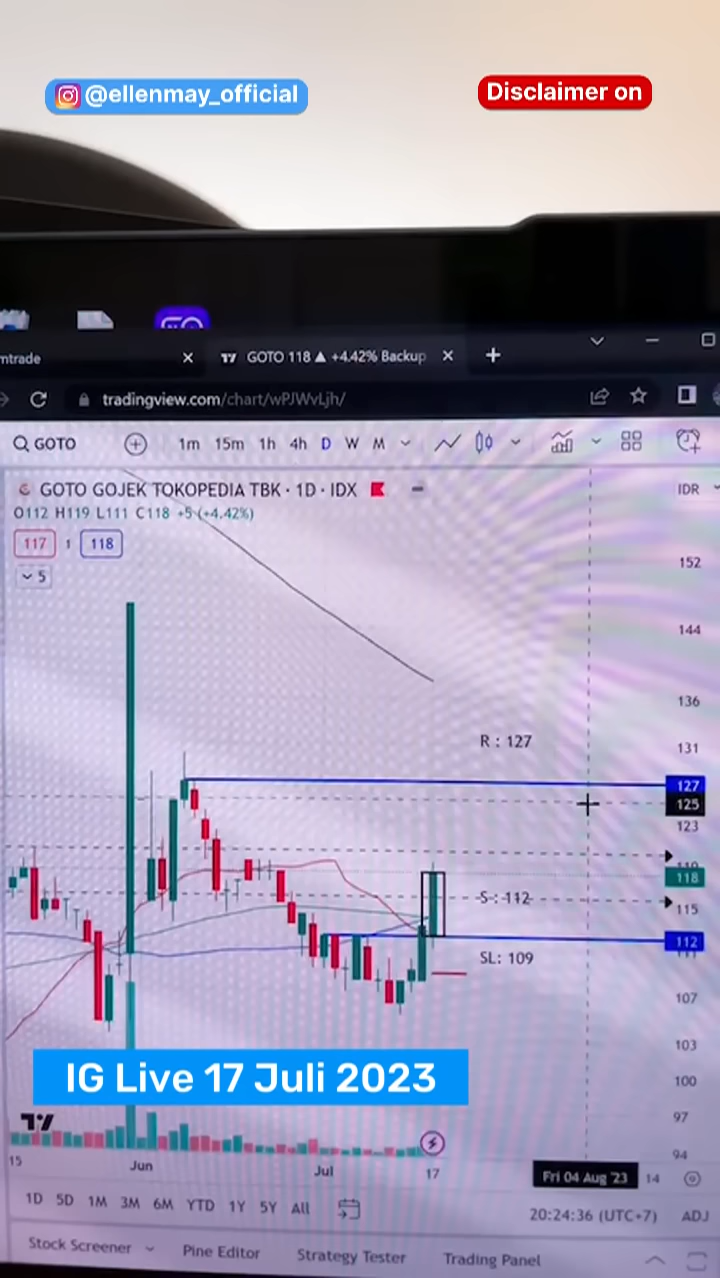 @ellenmay_official
Disclaimer on
mtrade
GOTO 118 ▲ +4.42% Backup
tradingview.com/chart/wPJWvLjh/
GOTO
1m 15m 1h 4h D W M
GOTO GOJEK TOKOPEDIA TBK · 1D · IDX
IDR
O112 H119 L111 C118 +5 (+4.42%)
117 1 118
5
152
144
136
R : 127
131
127
125
123
118
S : 112
115
112
SL: 109
107
103
IG Live 17 Juli 2023
100
97
94
15 Jun Jul 17 Fri 04 Aug '23 14
1D 5D 1M 3M 6M YTD 1Y 5Y All
20:24:36 (UTC+7) ADJ
Stock Screener Pine Editor Strategy Tester Trading Panel